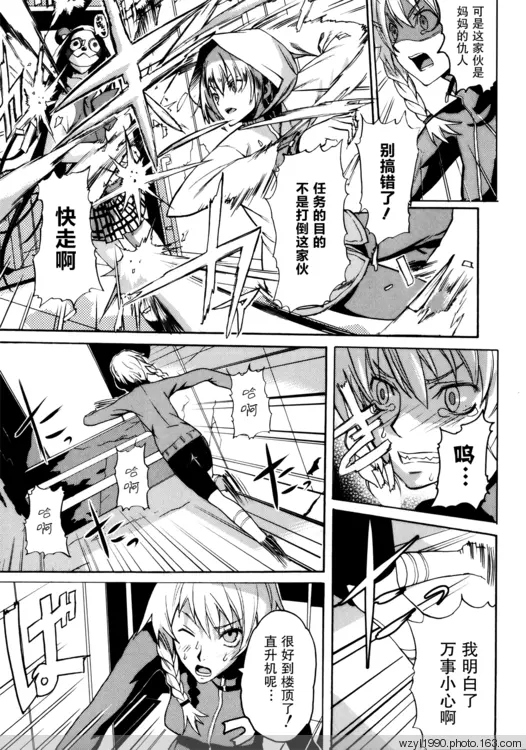 可是这家伙是
妈妈的仇人
别搞错了！
任务的目的
不是打倒这家伙
快走啊
呜…
哈啊
哈啊
哈啊
我明白了
万事小心啊
ば
很好到楼顶了！
直升机呢…
wzyll1990.photo.163.com